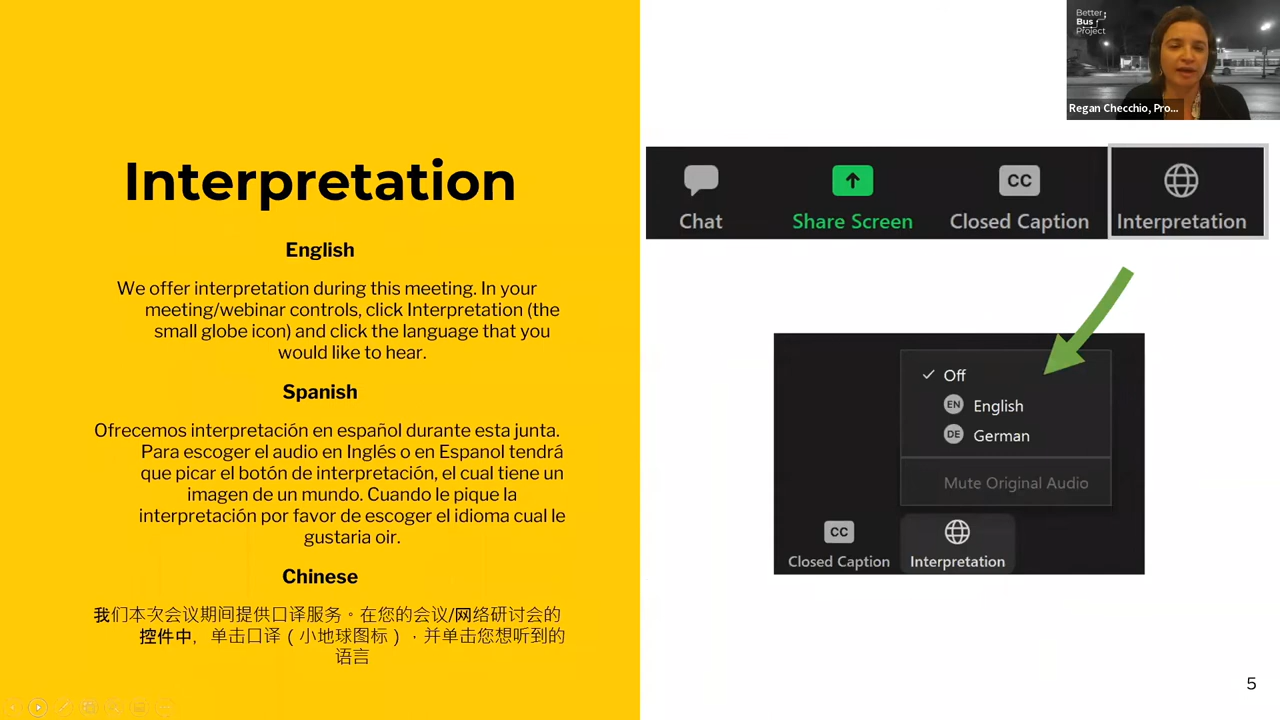 Interpretation
English
We offer interpretation during this meeting. In your
meeting/webinar controls, click Interpretation (the
small globe icon) and click the language that you
would like to hear.
Spanish
Ofrecemos interpretación en español durante esta junta.
Para escoger el audio en Inglés o en Espanol tendrá
que picar el botón de interpretación, el cual tiene un
imagen de un mundo. Cuando le pique la
interpretación por favor de escoger el idioma cual le
gustaria oir.
Chinese
我们本次会议期间提供口译服务。在您的会议/网络研讨会的
控件中，单击口译（小地球图标），并单击您想听到的
语言
Better
Bus
Project
Regan Checchio, Pro...
Chat
Share Screen
CC
Closed Caption
Interpretation
Off
EN English
DE German
Mute Original Audio
CC
Closed Caption
Interpretation
5